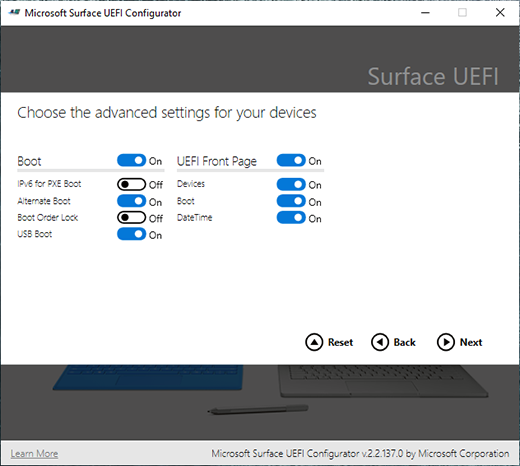 Microsoft Surface UEFI Configurator
Surface UEFI
Choose the advanced settings for your devices
Boot On UEFI Front Page On
IPv6 for PXE Boot Off Devices On
Alternate Boot On Boot On
Boot Order Lock Off DateTime On
USB Boot On
Reset Back Next
Learn More Microsoft Surface UEFI Configurator v.2.2.137.0 by Microsoft Corporation